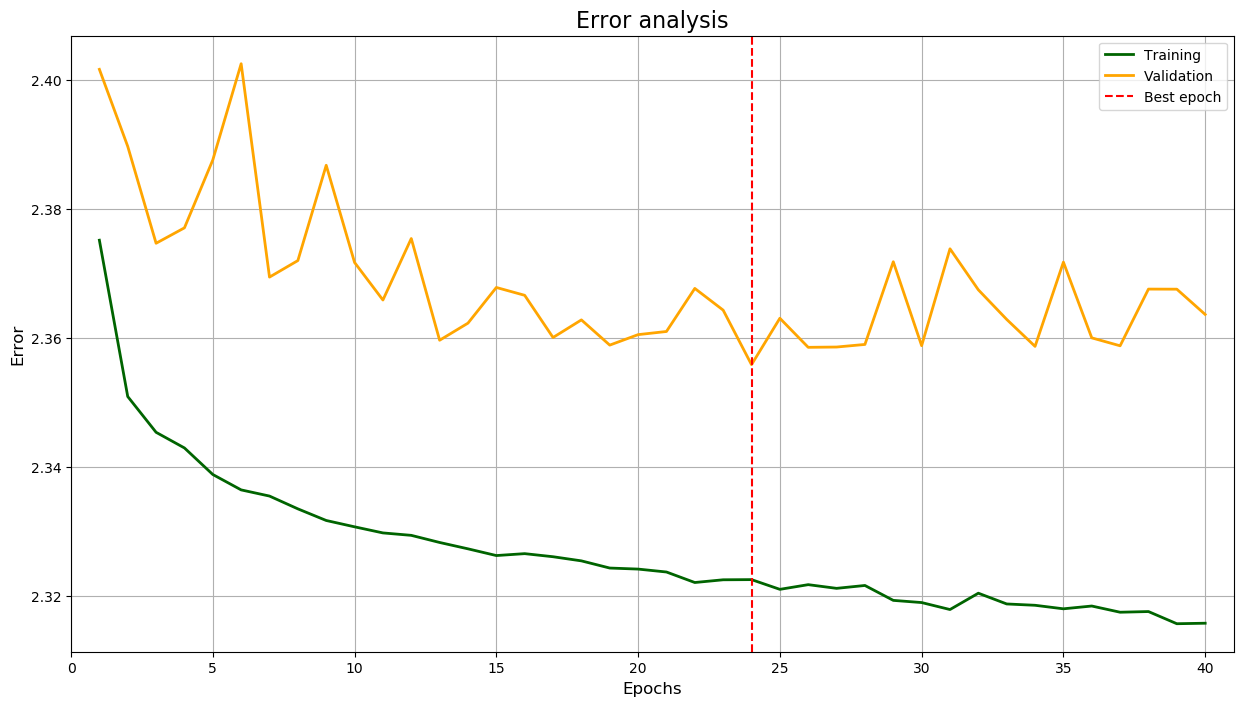 Error analysis
Training
Validation
Best epoch
2.40
2.38
2.36
2.34
2.32
Error
0 5 10 15 20 25 30 35 40
Epochs